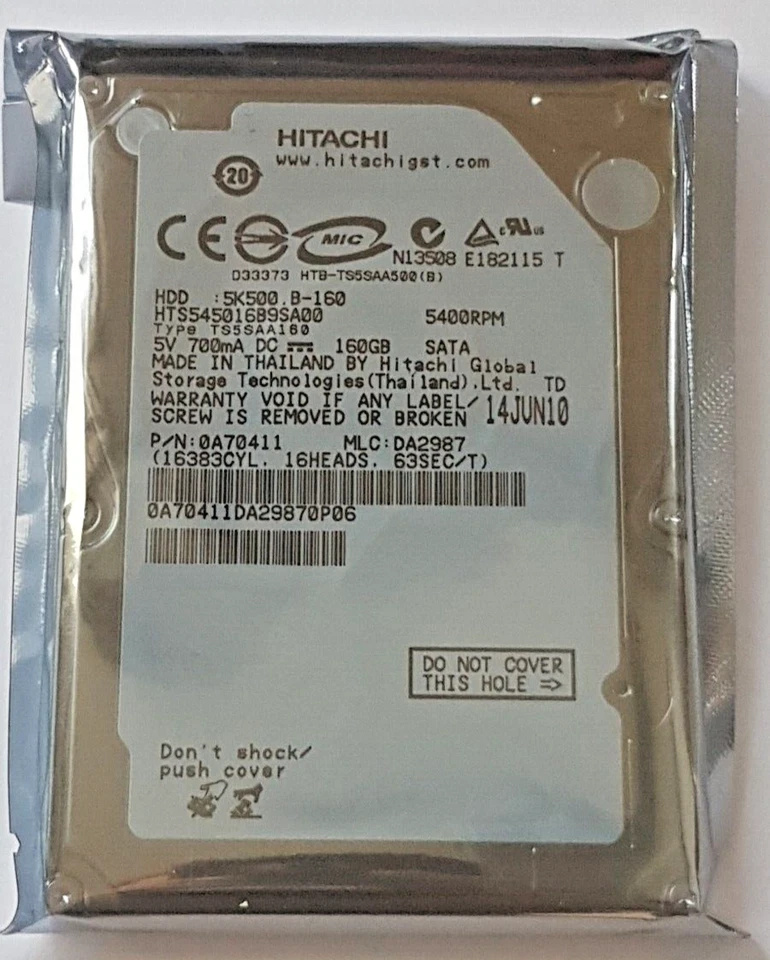 HITACHI
www.hitachigst.com
20
CE MIC c UL us
N13508 E182115 T
D33373 HTB-TS5SAA500(B)
HDD :5K500.B-160
HTS545016B9SA00 5400RPM
Type TS5SAA160
5V 700mA DC 160GB SATA
MADE IN THAILAND BY Hitachi Global
Storage Technologies(Thailand),Ltd. TD
WARRANTY VOID IF ANY LABEL/ 14JUN10
SCREW IS REMOVED OR BROKEN
P/N:0A70411 MLC:DA2987
(16383CYL. 16HEADS. 63SEC/T)
0A70411DA29870P06
DO NOT COVER
THIS HOLE ⇒
Don't shock/
push cover